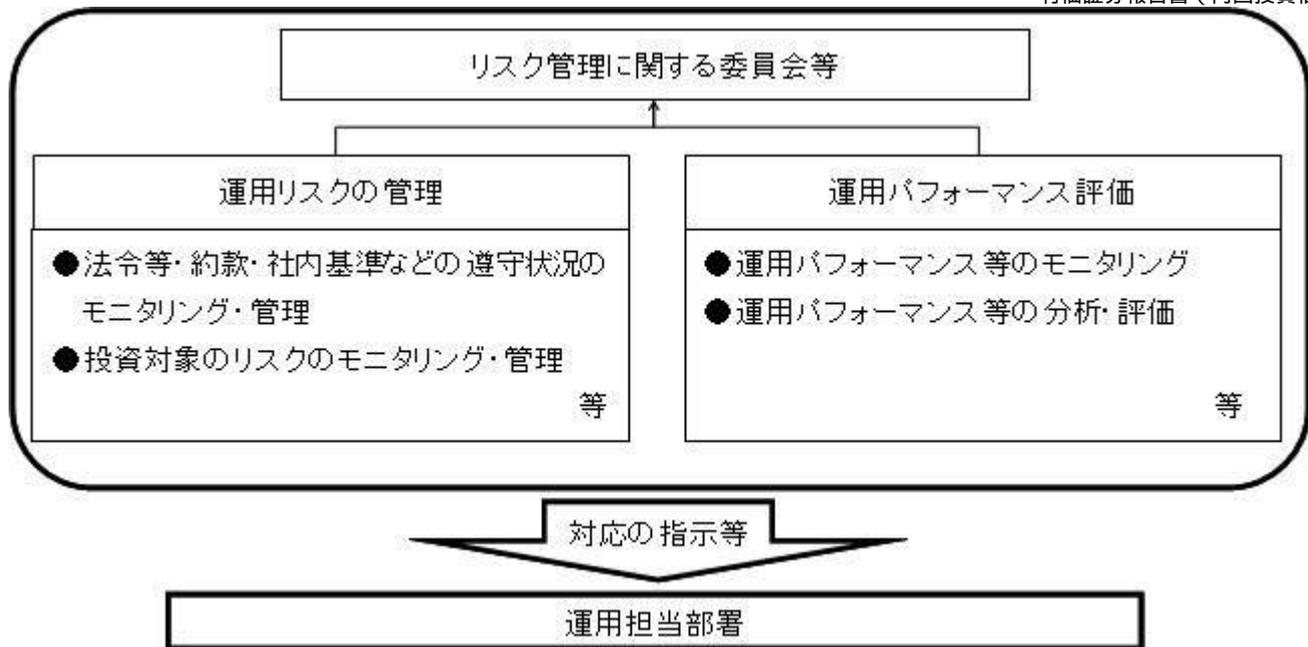 リスク管理に関する委員会等
運用リスクの管理
●法令等・約款・社内基準などの遵守状況の
モニタリング・管理
●投資対象のリスクのモニタリング・管理
等
運用パフォーマンス評価
●運用パフォーマンス等のモニタリング
●運用パフォーマンス等の分析・評価
等
対応の指示等
運用担当部署